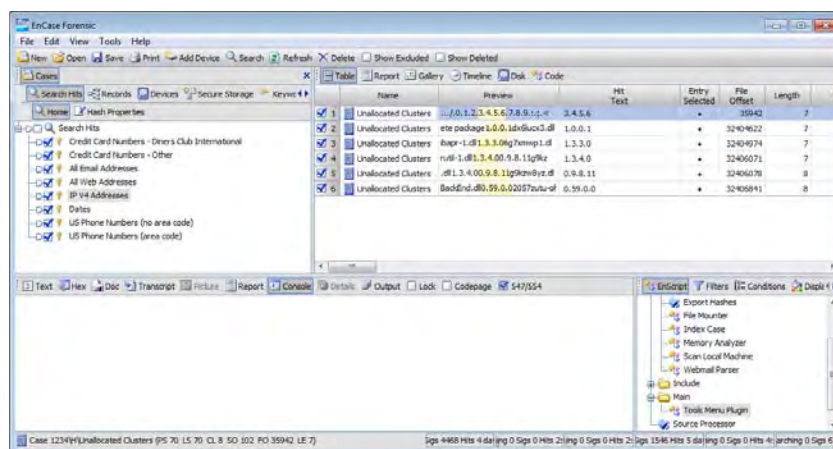 EnCase Forensic
File Edit View Tools Help
New Open Save Print Add Device Search Refresh Delete Show Excluded Show Deleted
Cases
Table Report Gallery Timeline Disk Code
Search Hits Records Devices Secure Storage Keywo
Home Hash Properties
Name Preview Hit Text Entry Selected File Offset Length
Search Hits
Credit Card Numbers - Diners Club International
Credit Card Numbers - Other
All Email Addresses
All Web Addresses
IP V4 Addresses
Dates
US Phone Numbers (no area code)
US Phone Numbers (area code)
1 Unallocated Clusters 3.4.5.6 35942 7
2 Unallocated Clusters 1.0.0.1 32404622 7
3 Unallocated Clusters 1.3.3.0 32404974 7
4 Unallocated Clusters 1.3.4.0 32406071 7
5 Unallocated Clusters 0.9.8.11 32406078 8
6 Unallocated Clusters 0.59.0.0 32406841 8
Text Hex Doc Transcript Picture Report Console Details Output Lock Codepage 547/554
EnScript Filters Conditions Displa
Export Hashes
File Mounter
Index Case
Memory Analyzer
Scan Local Machine
Webmail Parser
Include
Main
Tools Menu Plugin
Source Processor
Case 1234\H\Unallocated Clusters (PS 70 LS 70 CL 8 SO 102 FO 35942 LE 7)